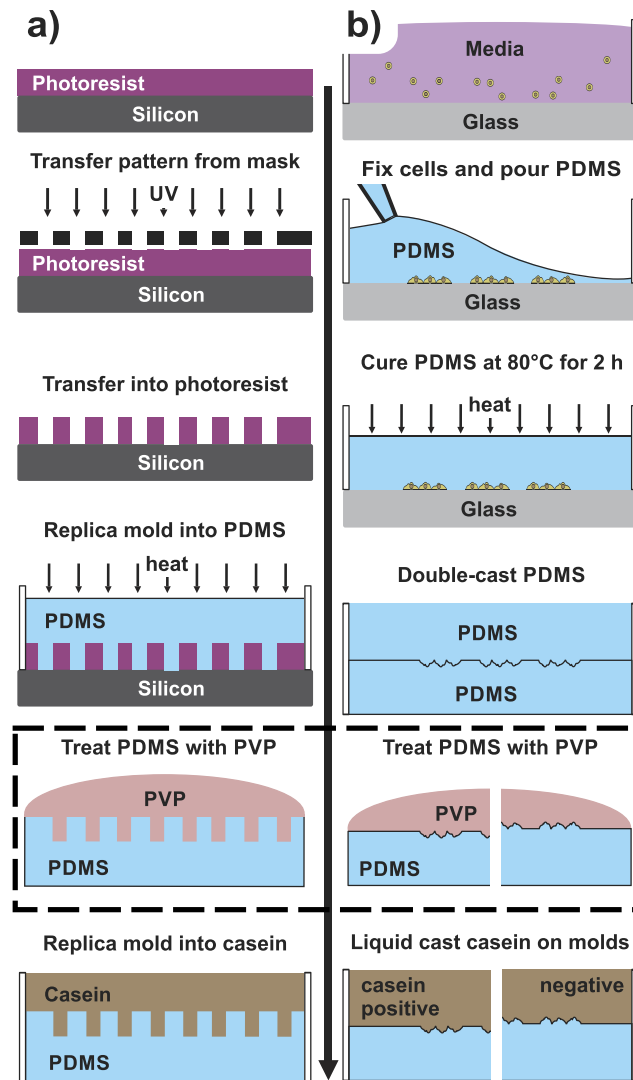 a)
Photoresist
Silicon
Transfer pattern from mask
UV
Photoresist
Silicon
Transfer into photoresist
Silicon
Replica mold into PDMS
heat
PDMS
Silicon
Treat PDMS with PVP
PVP
PDMS
Replica mold into casein
Casein
PDMS
b)
Media
Glass
Fix cells and pour PDMS
PDMS
Glass
Cure PDMS at 80°C for 2 h
heat
Glass
Double-cast PDMS
PDMS
PDMS
Treat PDMS with PVP
PVP
PDMS
Liquid cast casein on molds
casein
positive
negative